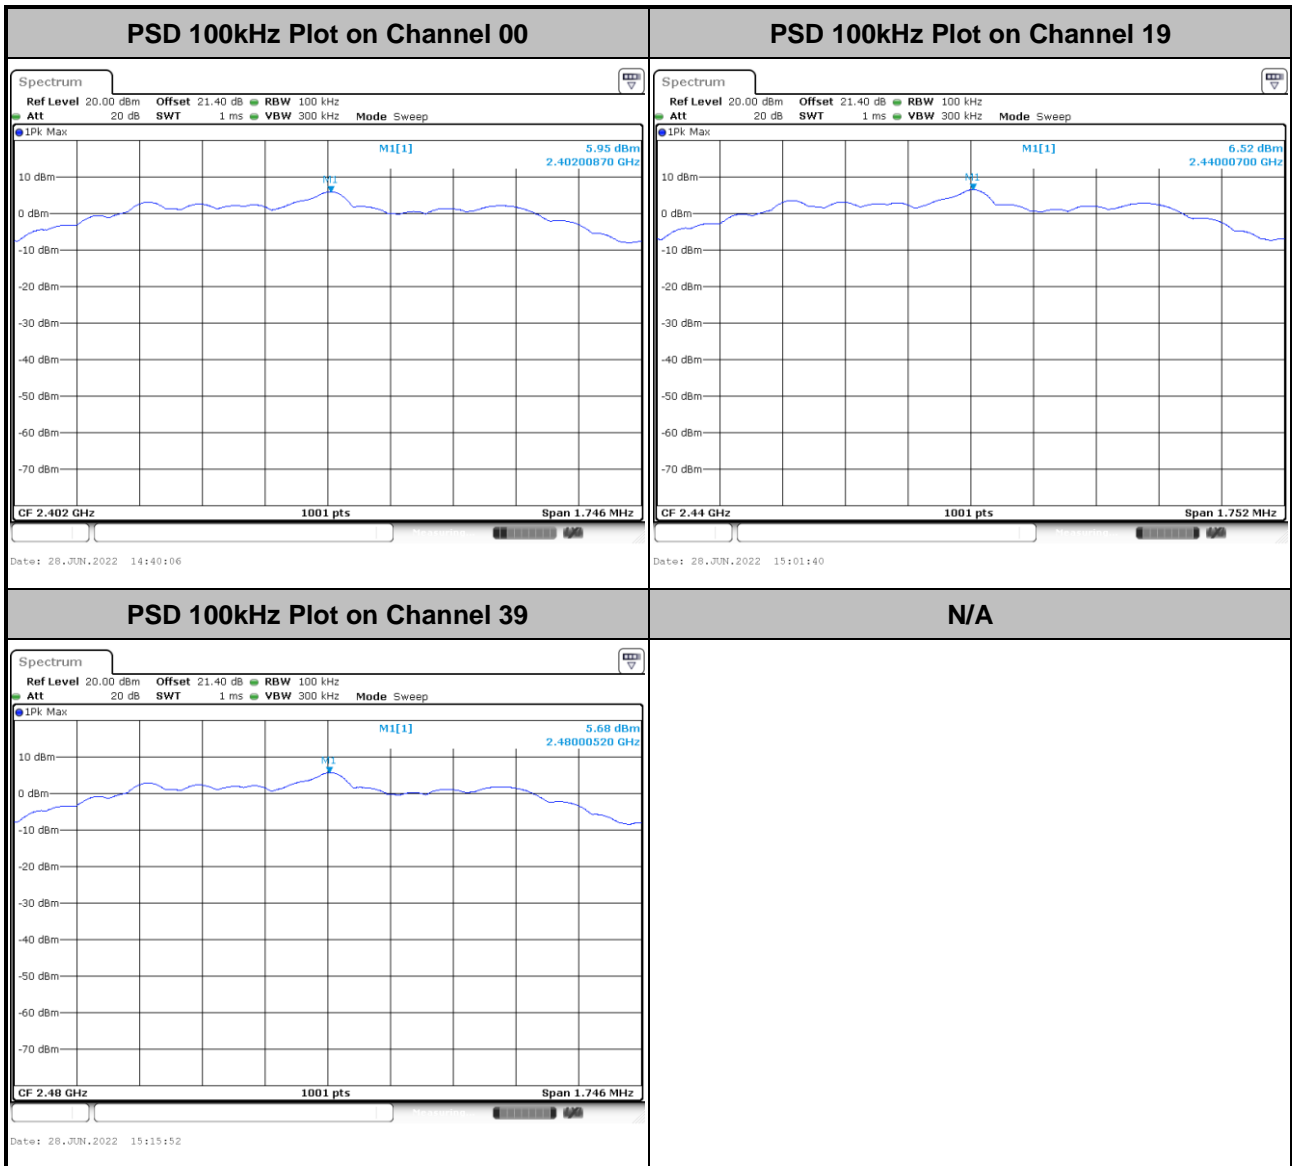 PSD 100kHz Plot on Channel 00
Spectrum
Ref Level 20.00 dBm Offset 21.40 dB RBW 100 kHz
Att 20 dB SWT 1 ms VBW 300 kHz Mode Sweep
1Pk Max
M1[1] 5.95 dBm
2.40200870 GHz
M1
10 dBm
0 dBm
-10 dBm
-20 dBm
-30 dBm
-40 dBm
-50 dBm
-60 dBm
-70 dBm
CF 2.402 GHz 1001 pts Span 1.746 MHz
Measuring
Date: 28.JUN.2022 14:40:06
PSD 100kHz Plot on Channel 19
Spectrum
Ref Level 20.00 dBm Offset 21.40 dB RBW 100 kHz
Att 20 dB SWT 1 ms VBW 300 kHz Mode Sweep
1Pk Max
M1[1] 6.52 dBm
2.44000700 GHz
M1
10 dBm
0 dBm
-10 dBm
-20 dBm
-30 dBm
-40 dBm
-50 dBm
-60 dBm
-70 dBm
CF 2.44 GHz 1001 pts Span 1.752 MHz
Measuring
Date: 28.JUN.2022 15:01:40
PSD 100kHz Plot on Channel 39
Spectrum
Ref Level 20.00 dBm Offset 21.40 dB RBW 100 kHz
Att 20 dB SWT 1 ms VBW 300 kHz Mode Sweep
1Pk Max
M1[1] 5.68 dBm
2.48000520 GHz
M1
10 dBm
0 dBm
-10 dBm
-20 dBm
-30 dBm
-40 dBm
-50 dBm
-60 dBm
-70 dBm
CF 2.48 GHz 1001 pts Span 1.746 MHz
Measuring
Date: 28.JUN.2022 15:15:52
N/A